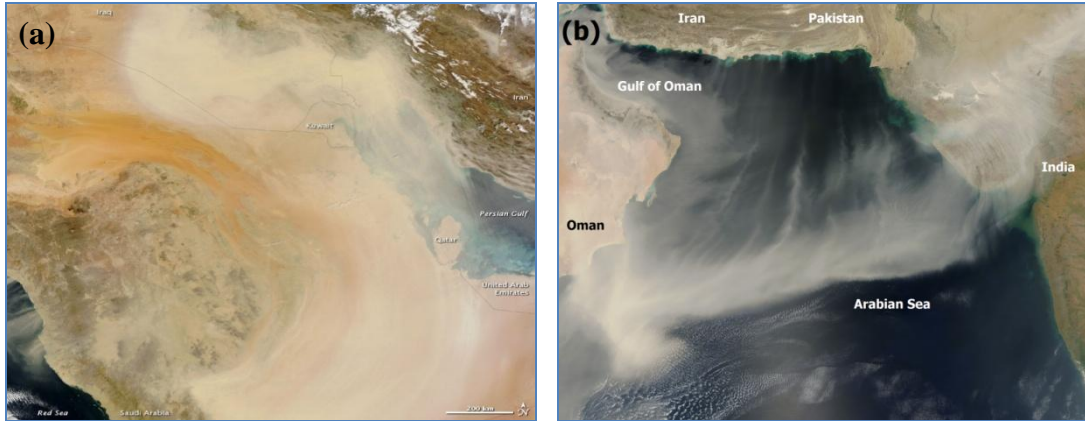 (a)
Iraq
Iran
Kuwait
Persian Gulf
Qatar
United Arab
Emirates
Red Sea
Saudi Arabia
200 km
N
(b)
Iran
Pakistan
Gulf of Oman
India
Oman
Arabian Sea